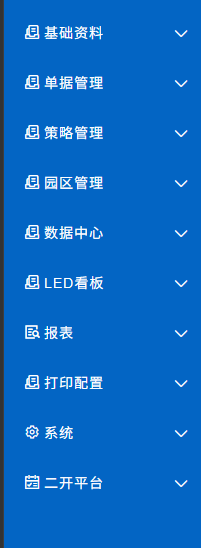 基础资料
单据管理
策略管理
园区管理
数据中心
LED看板
报表
打印配置
系统
二开平台